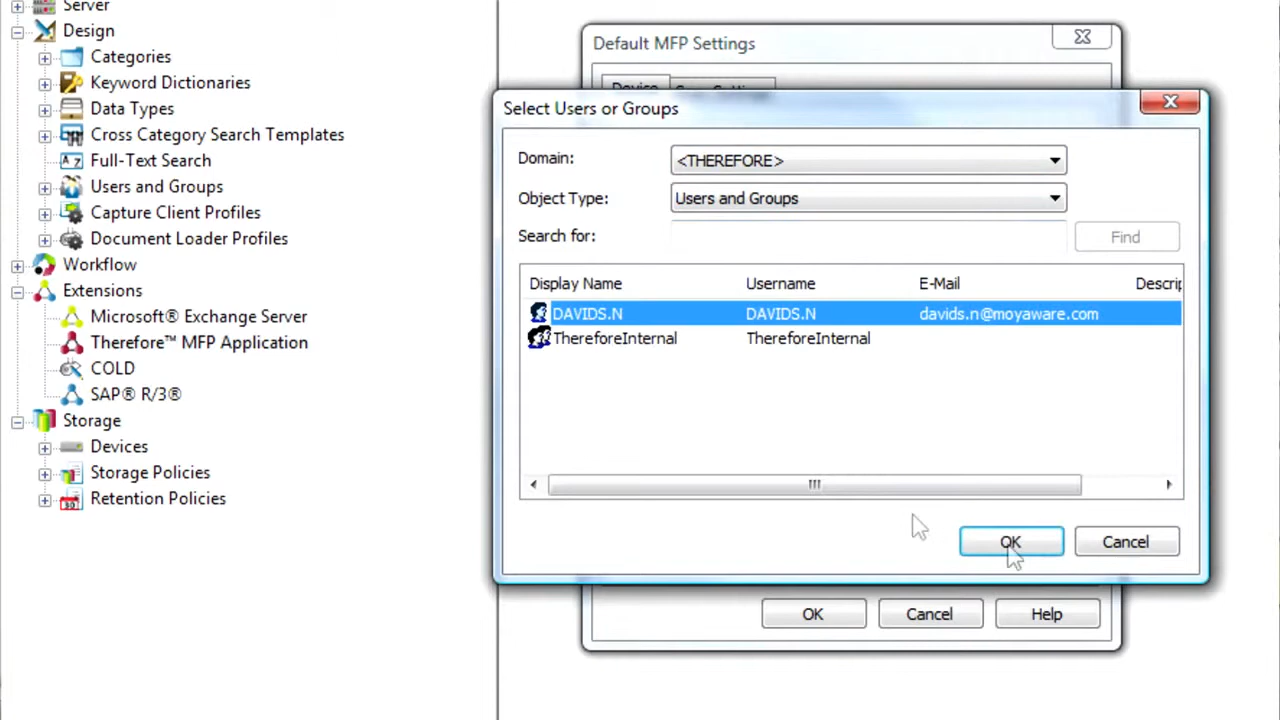 Server
Design
Categories
Keyword Dictionaries
Data Types
Cross Category Search Templates
Full-Text Search
Users and Groups
Capture Client Profiles
Document Loader Profiles
Workflow
Extensions
Microsoft® Exchange Server
Therefore™ MFP Application
COLD
SAP® R/3®
Storage
Devices
Storage Policies
Retention Policies
Default MFP Settings
Device
Select Users or Groups
Domain: <THEREFORE>
Object Type: Users and Groups
Search for: Find
Display Name Username E-Mail Descrip
DAVIDS.N DAVIDS.N davids.n@moyaware.com
ThereforeInternal ThereforeInternal
OK Cancel
OK Cancel Help